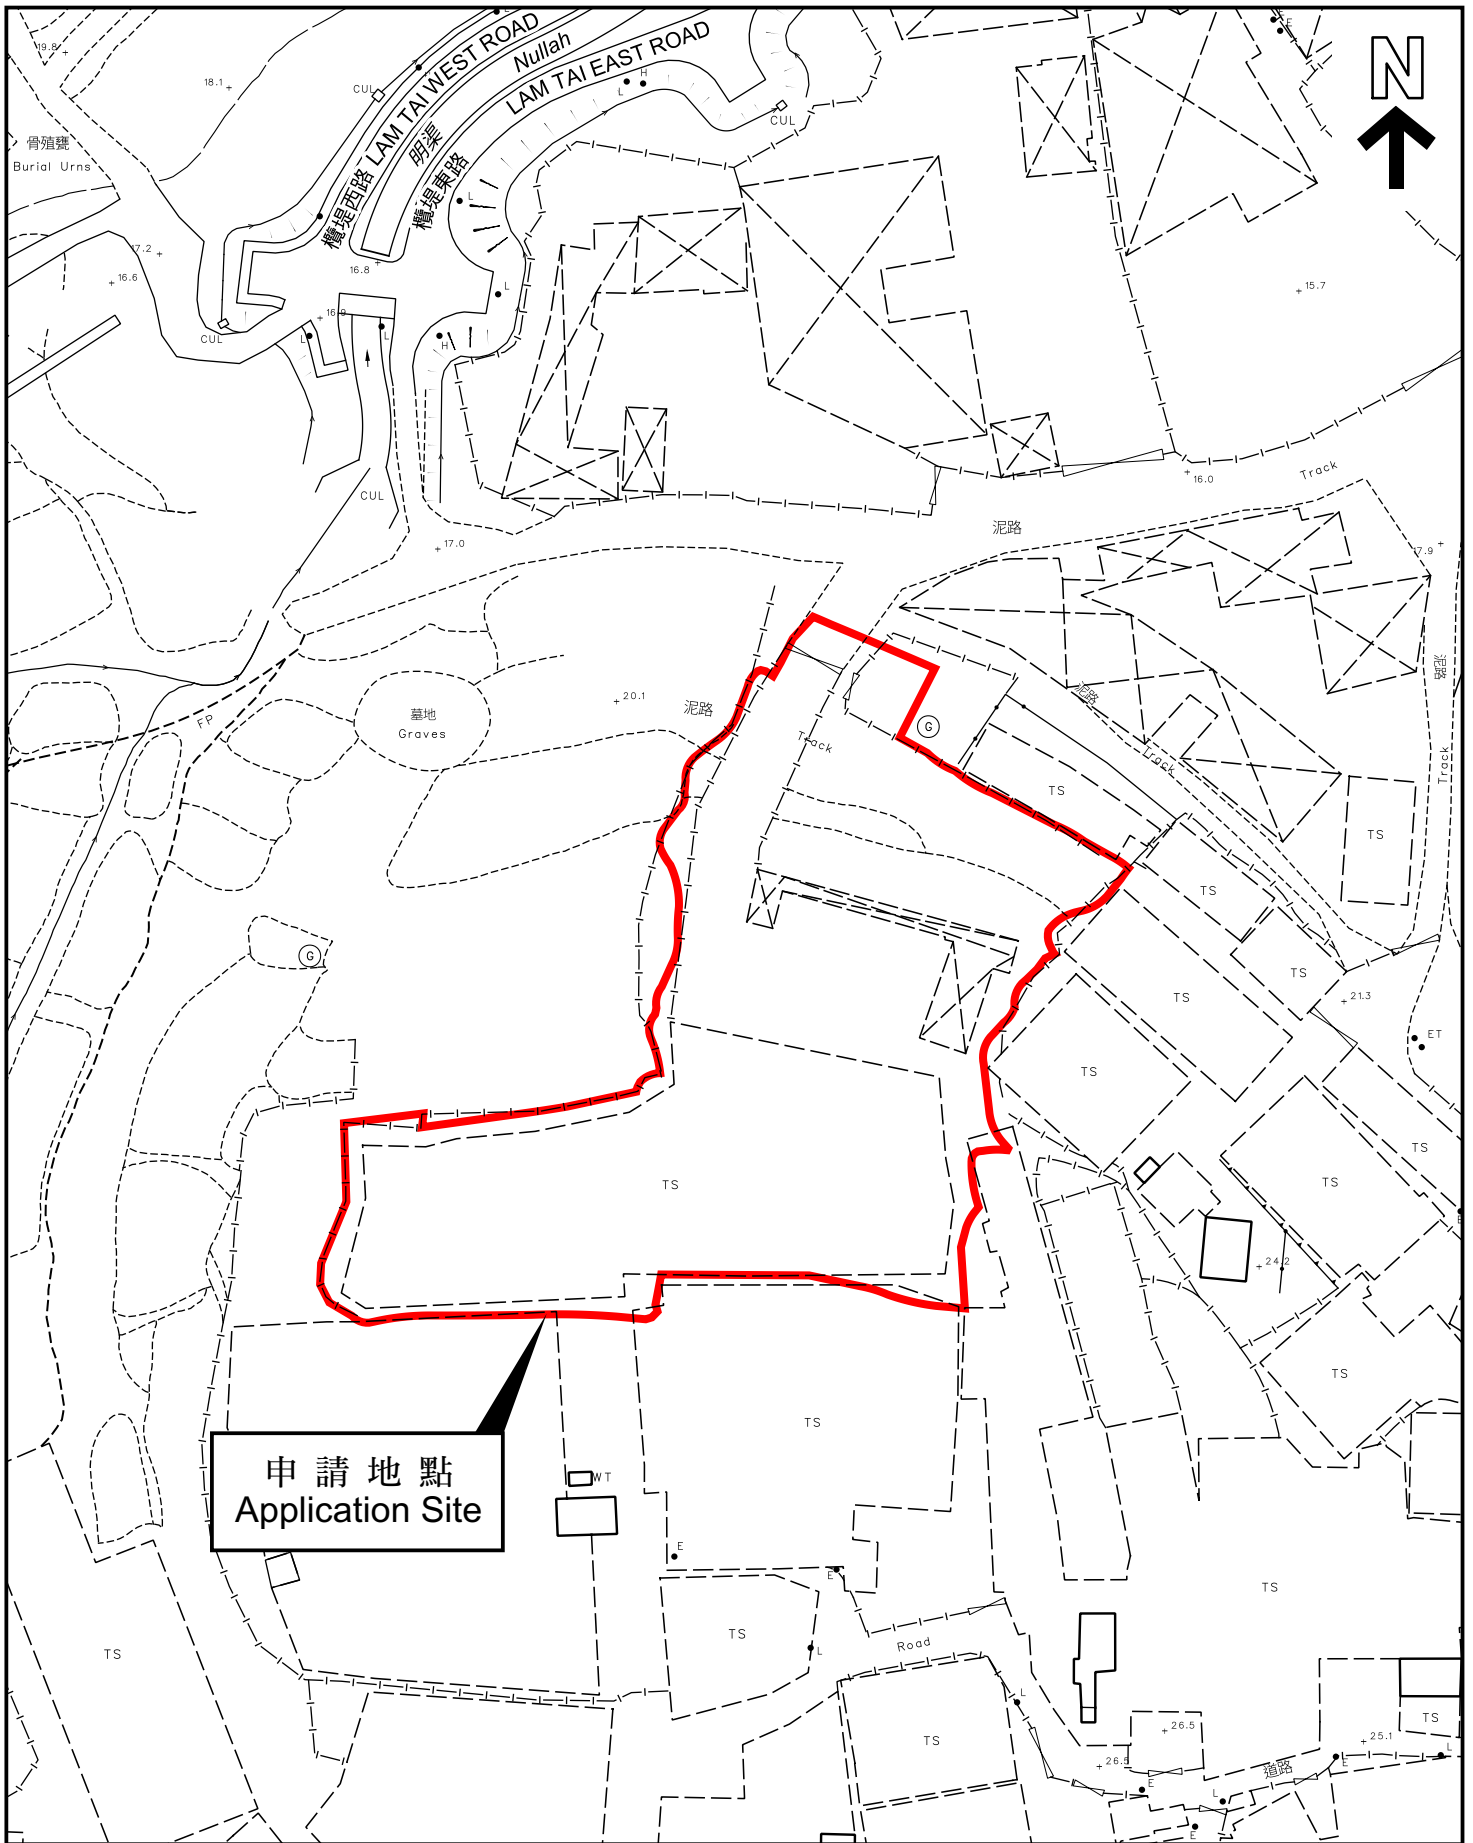 N
19.8
18.1
CUL
欖堤西路 LAM TAI WEST ROAD
明渠
Nullah
欖堤東路
LAM TAI EAST ROAD
L
H
L
CUL
E
E
骨殖甕
Burial Urns
L
17.2
16.6
16.8
16.9
CUL
L
L
H
L
15.7
CUL
17.0
16.0
Track
泥路
17.9
FP
墓地
Graves
20.1
泥路
Track
G
泥路
Track
泥路
Track
TS
TS
TS
G
TS
TS
21.3
ET
TS
TS
TS
TS
24.2
E
TS
TS
申請地點
Application Site
WT
E
E
TS
TS
TS
L
Road
L
TS
TS
26.5
26.5
25.1
道路
E
L
E
L
E